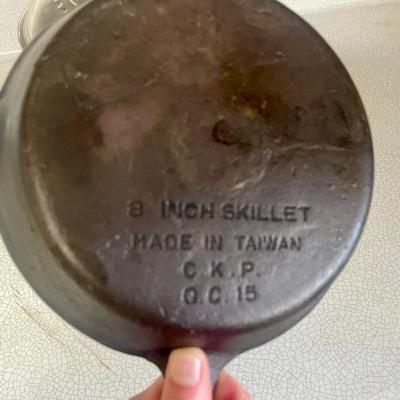 8 INCH SKILLET
MADE IN TAIWAN
C.K.P.
Q.C. 15